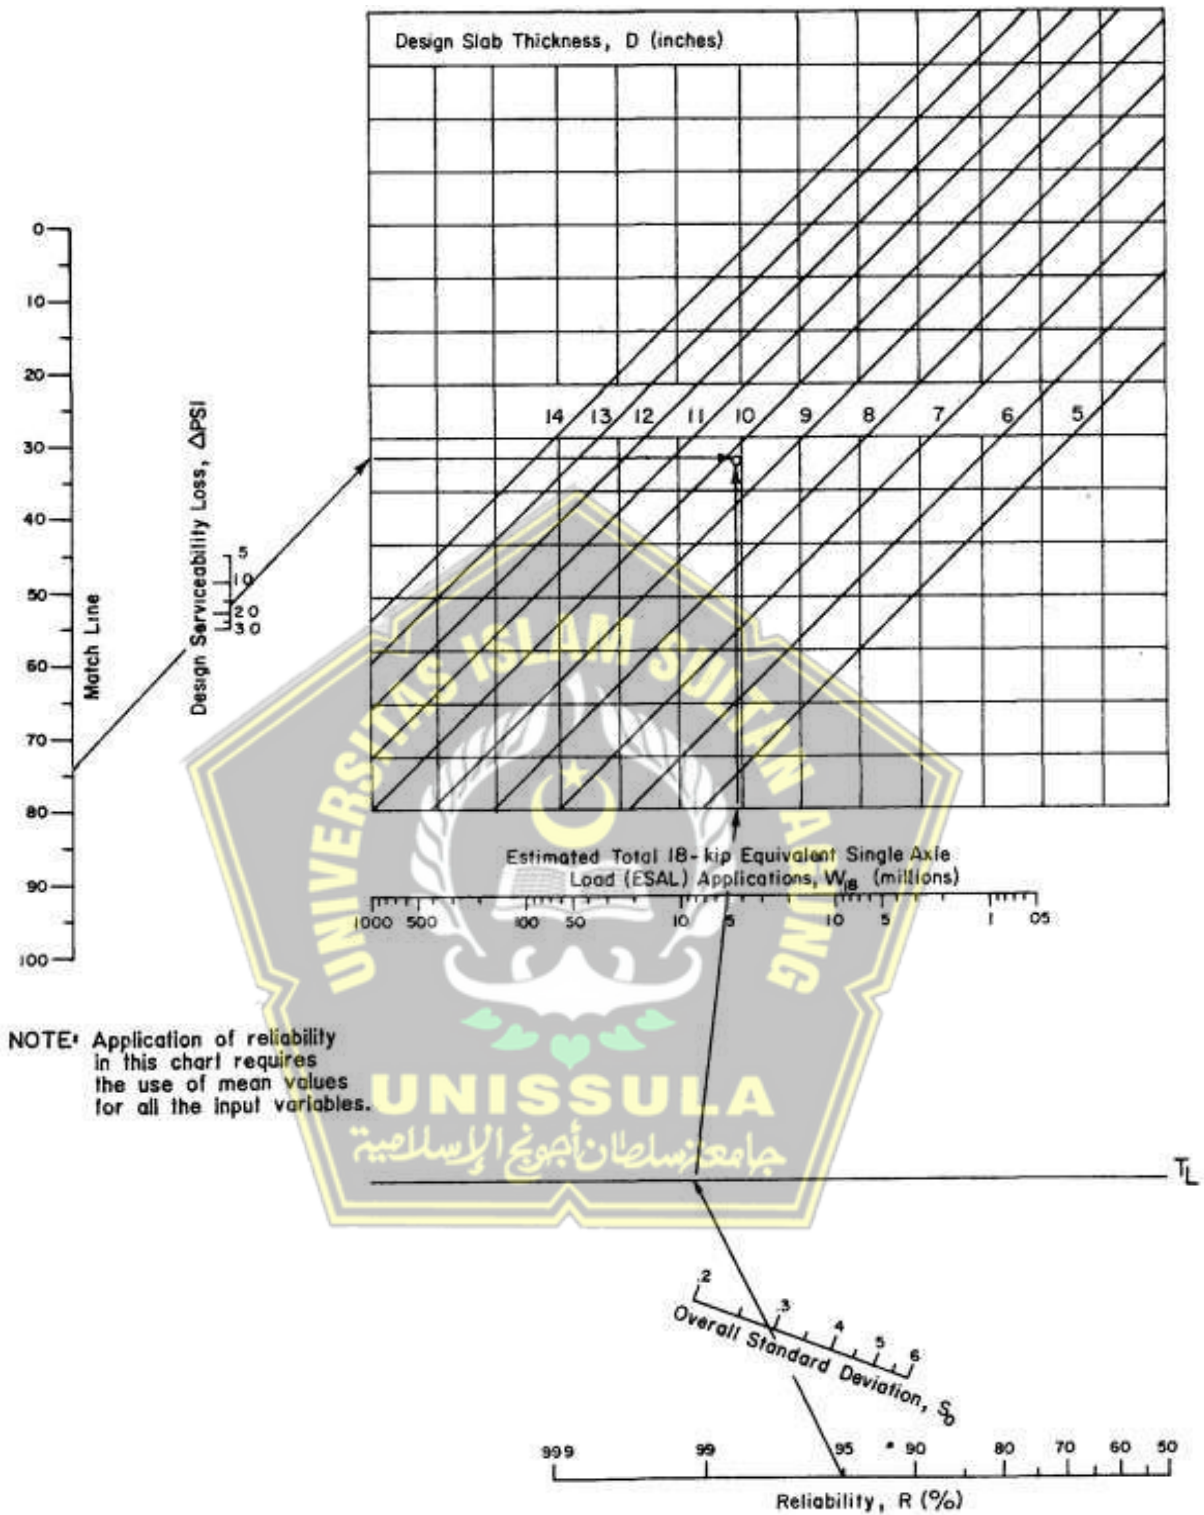 Design Slab Thickness, D (inches)
0
10
20
30
40
50
60
70
80
90
100
Match Line
Design Serviceability Loss, ΔPSI
5
10
20
30
14 13 12 11 10 9 8 7 6 5
UNIVERSITAS ISLAM SULTAN AGUNG
Estimated Total 18-kip Equivalent Single Axle
Load (ESAL) Applications, W18 (millions)
1000 500 100 50 10 5 10 5 1 05
NOTE: Application of reliability
in this chart requires
the use of mean values
for all the input variables.
UNISSULA
جامعة سلطان أجونج الإسلامية
TL
.2 .3 4 5 6
Overall Standard Deviation, So
999 99 95 90 80 70 60 50
Reliability, R (%)